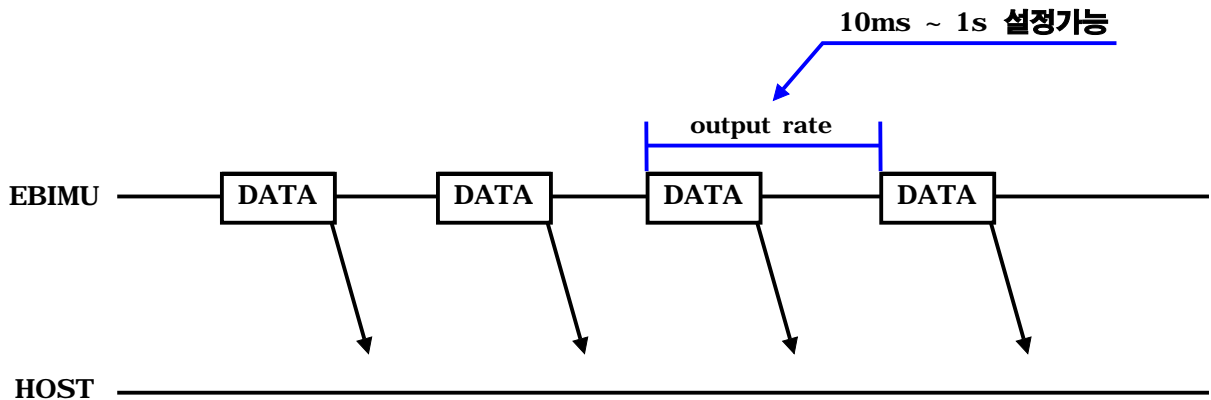 10ms ~ 1s 설정가능
output rate
EBIMU DATA DATA DATA DATA
HOST